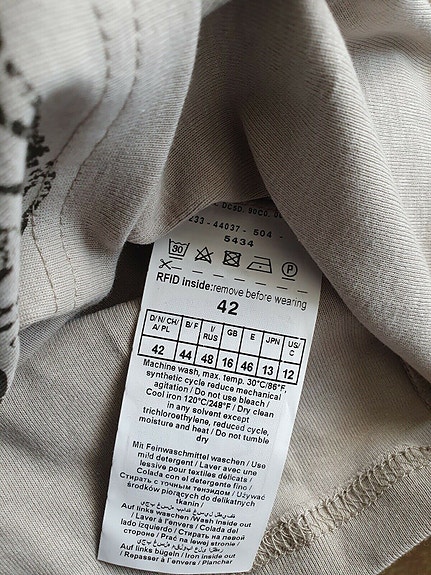 DC9D, 90C0,
233 - 44037 - 504 -
5434
30 P
RFID inside:remove before wearing
42
D/N/CH/A/PL B/F I/RUS GB E JPN US/C
42 44 48 16 46 13 12
Machine wash, max. temp. 30°C/86°F,
synthetic cycle reduce mechanical
agitation / Do not use bleach /
Cool iron 120°C/248°F / Dry clean
in any solvent except
trichloroethylene, reduced cycle,
moisture and heat / Do not tumble
dry
Mit Feinwaschmittel waschen / Use
mild detergent / Laver avec une
lessive pour textiles délicats /
Colada con el detergente fino /
Стирать с точным тензидом / Używać
środków piorących do delikatnych
tkanin /
Auf links waschen /Wash inside out
/ Laver à l'envers / Colada del
lado izquierdo / Стирать на левой
стороне / Prać na lewej stronie /
Auf links bügeln / Iron inside out
/ Repasser à l'envers / Planchar